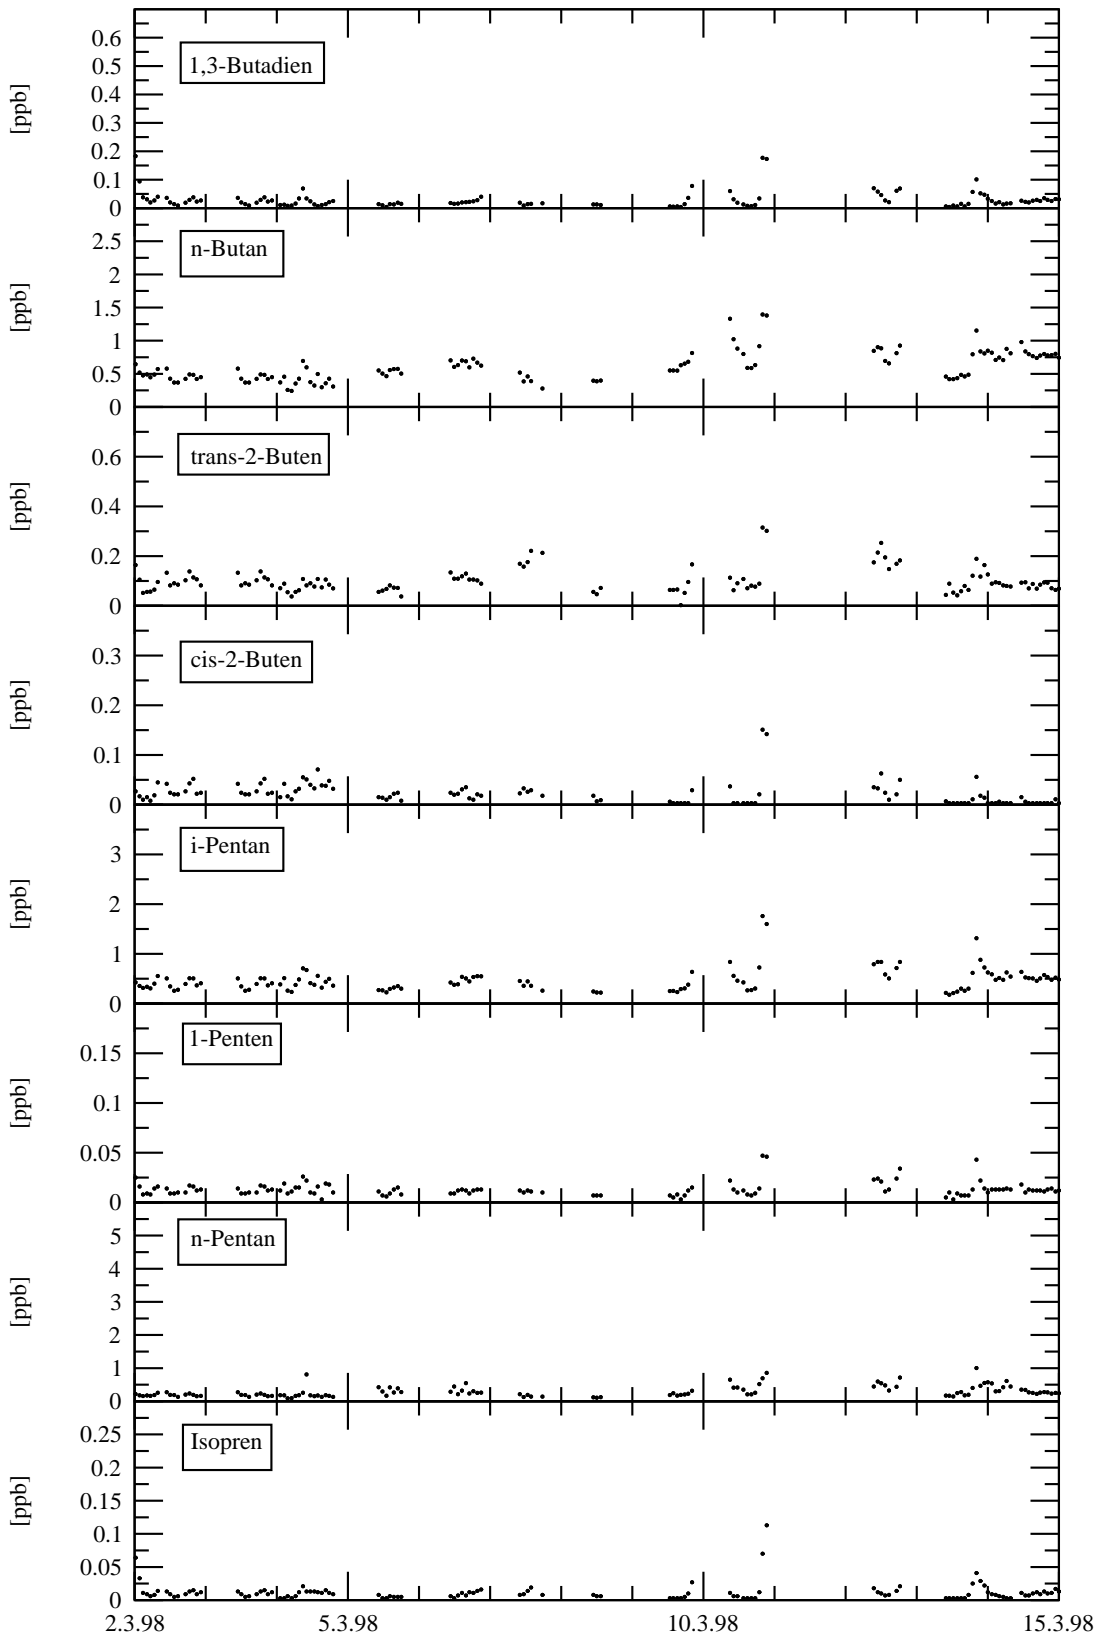 0.6
0.5
0.4
0.3
0.2
0.1
0
[ppb]
1,3-Butadien
2.5
2
1.5
1
0.5
0
[ppb]
n-Butan
0.6
0.4
0.2
0
[ppb]
trans-2-Buten
0.3
0.2
0.1
0
[ppb]
cis-2-Buten
3
2
1
0
[ppb]
i-Pentan
0.15
0.1
0.05
0
[ppb]
1-Penten
5
4
3
2
1
0
[ppb]
n-Pentan
0.25
0.2
0.15
0.1
0.05
0
[ppb]
Isopren
2.3.98 5.3.98 10.3.98 15.3.98